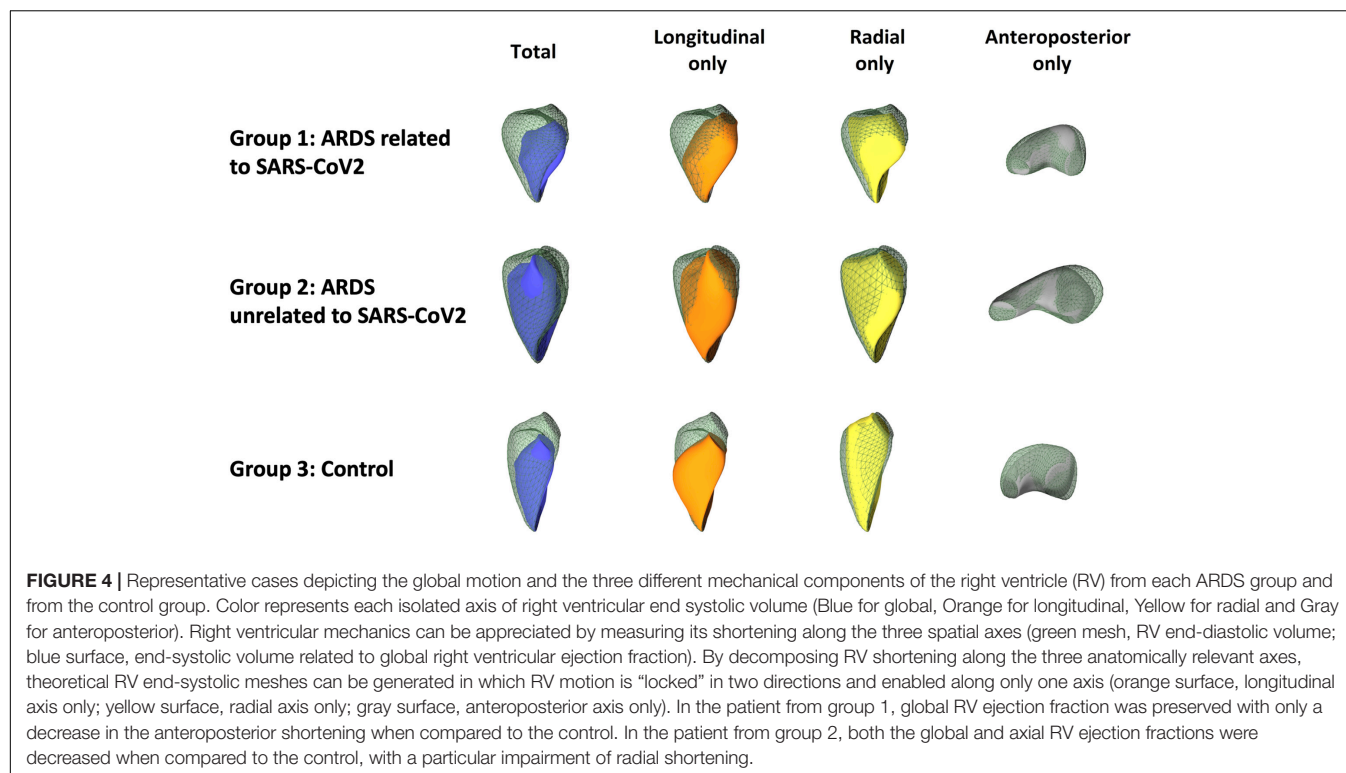 Total
Longitudinal
only
Radial
only
Anteroposterior
only
Group 1: ARDS related
to SARS-CoV2
Group 2: ARDS
unrelated to SARS-CoV2
Group 3: Control
FIGURE 4 | Representative cases depicting the global motion and the three different mechanical components of the right ventricle (RV) from each ARDS group and
from the control group. Color represents each isolated axis of right ventricular end systolic volume (Blue for global, Orange for longitudinal, Yellow for radial and Gray
for anteroposterior). Right ventricular mechanics can be appreciated by measuring its shortening along the three spatial axes (green mesh, RV end-diastolic volume;
blue surface, end-systolic volume related to global right ventricular ejection fraction). By decomposing RV shortening along the three anatomically relevant axes,
theoretical RV end-systolic meshes can be generated in which RV motion is “locked” in two directions and enabled along only one axis (orange surface, longitudinal
axis only; yellow surface, radial axis only; gray surface, anteroposterior axis only). In the patient from group 1, global RV ejection fraction was preserved with only a
decrease in the anteroposterior shortening when compared to the control. In the patient from group 2, both the global and axial RV ejection fractions were
decreased when compared to the control, with a particular impairment of radial shortening.